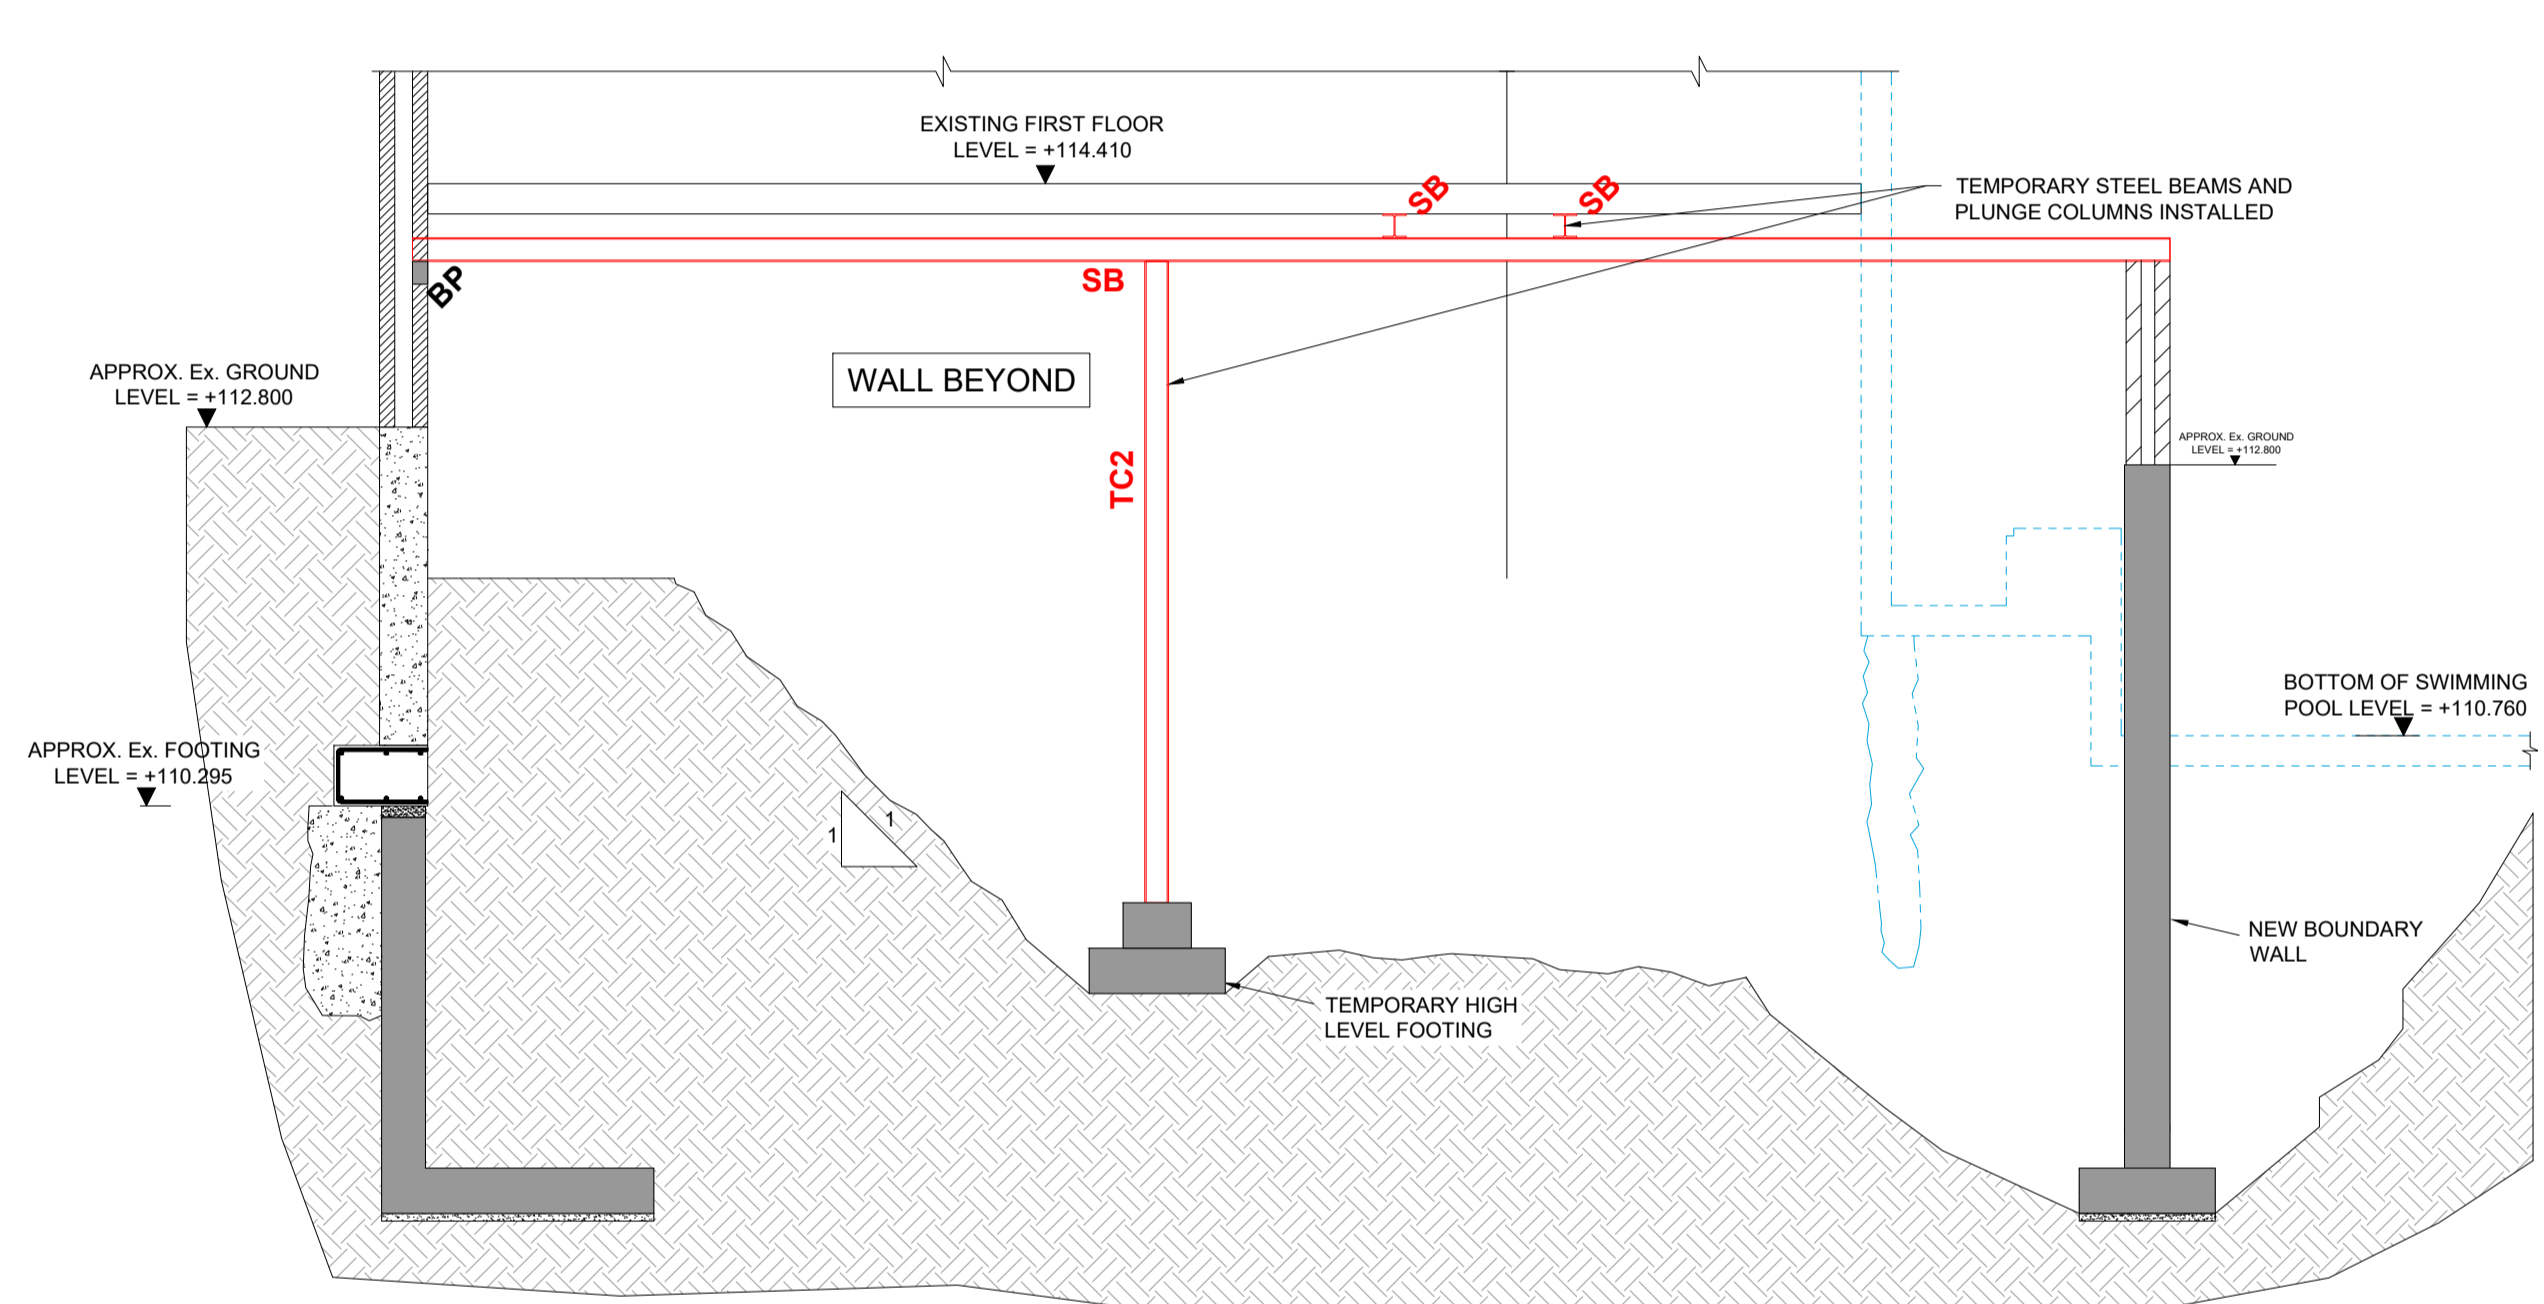 EXISTING FIRST FLOOR
LEVEL = +114.410
SB
SB
TEMPORARY STEEL BEAMS AND
PLUNGE COLUMNS INSTALLED
BP
SB
WALL BEYOND
APPROX. Ex. GROUND
LEVEL = +112.800
TC2
APPROX. Ex. GROUND
LEVEL = +112.800
BOTTOM OF SWIMMING
POOL LEVEL = +110.760
APPROX. Ex. FOOTING
LEVEL = +110.295
1
1
NEW BOUNDARY
WALL
TEMPORARY HIGH
LEVEL FOOTING